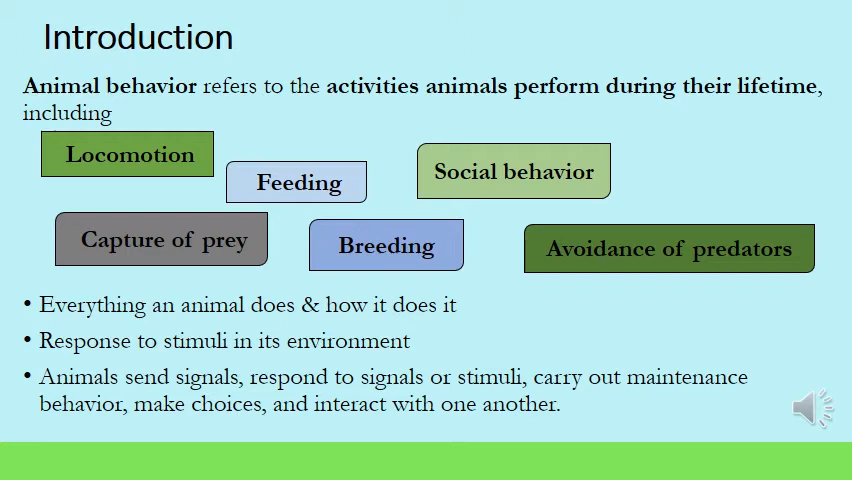 Introduction
Animal behavior refers to the activities animals perform during their lifetime,
including
Locomotion
Feeding
Social behavior
Capture of prey
Breeding
Avoidance of predators
• Everything an animal does & how it does it
• Response to stimuli in its environment
• Animals send signals, respond to signals or stimuli, carry out maintenance
behavior, make choices, and interact with one another.